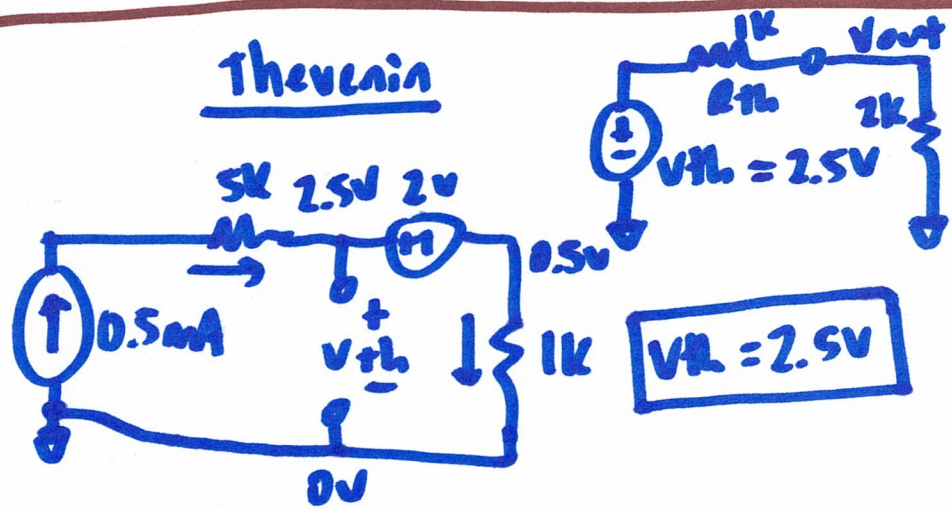 Thevenin
1k
Vout
Rth
2k
Vth = 2.5V
5k 2.5V 2v
0.5v
0.5mA
+
Vth
-
1k
Vth = 2.5V
0V